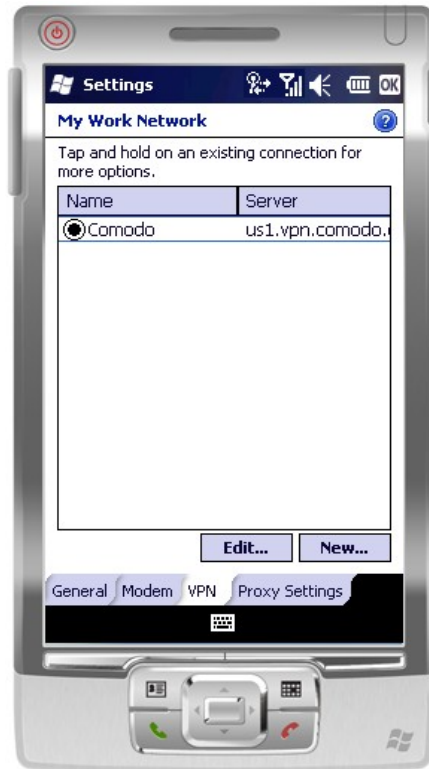 Settings OK
My Work Network
Tap and hold on an existing connection for
more options.
Name Server
Comodo us1.vpn.comodo.
Edit... New...
General Modem VPN Proxy Settings